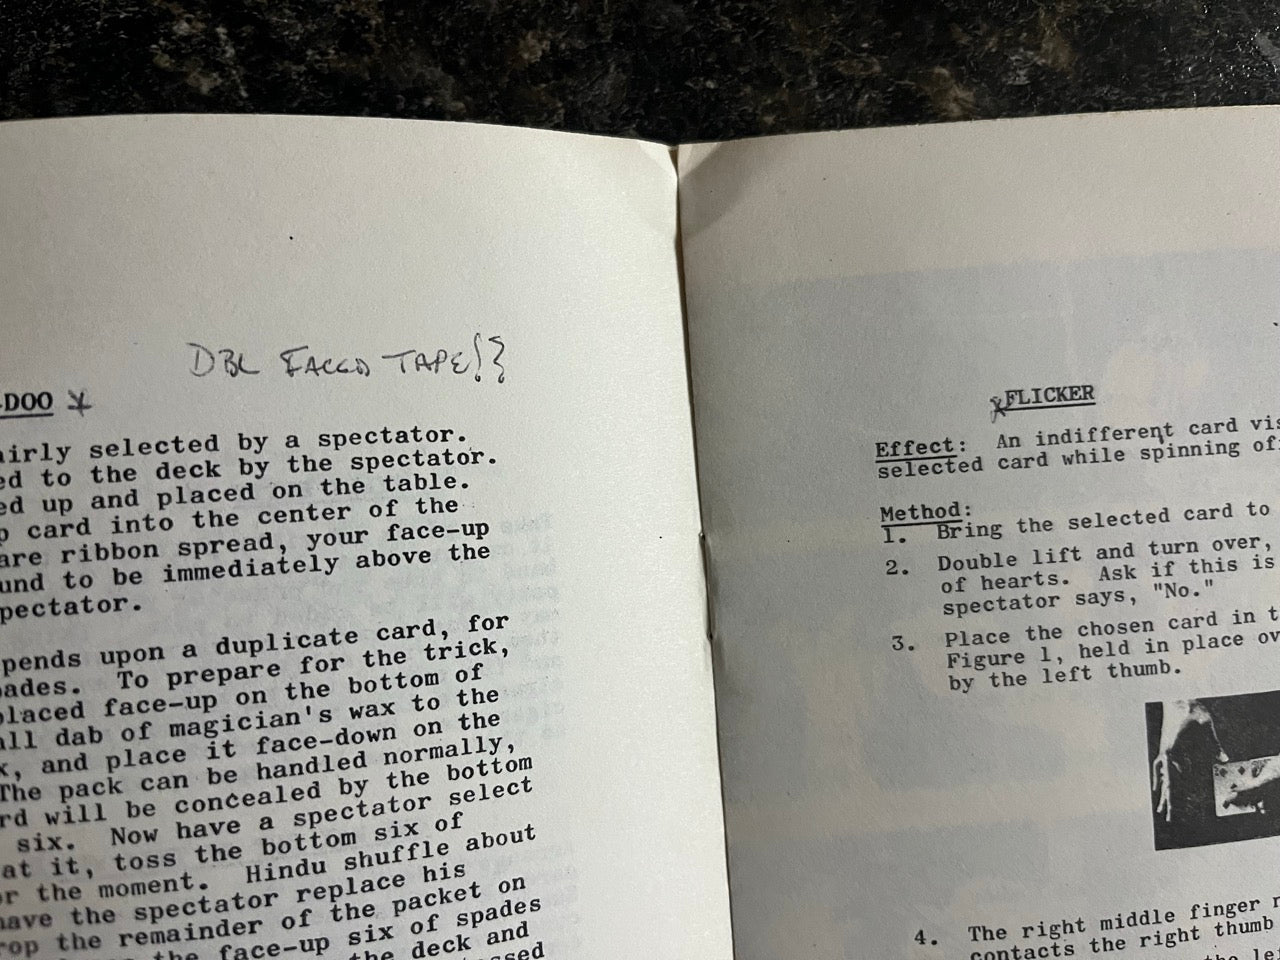 DBL FACED TAPE!?
-DOO
airly selected by a spectator.
ed to the deck by the spectator.
ed up and placed on the table.
p card into the center of the
are ribbon spread, your face-up
und to be immediately above the
pectator.
pends upon a duplicate card, for
ades. To prepare for the trick,
placed face-up on the bottom of
all dab of magician's wax to the
x, and place it face-down on the
The pack can be handled normally,
rd will be concealed by the bottom
six. Now have a spectator select
at it, toss the bottom six of
or the moment. Hindu shuffle about
have the spectator replace his
rop the remainder of the packet on
the face-up six of spades
the deck and
ssed
FLICKER
Effect: An indifferent card vis
selected card while spinning of
Method:
1. Bring the selected card to
2. Double lift and turn over,
of hearts. Ask if this is
spectator says, "No."
3. Place the chosen card in t
Figure 1, held in place ov
by the left thumb.
4. The right middle finger
contacts the right thumb
the le